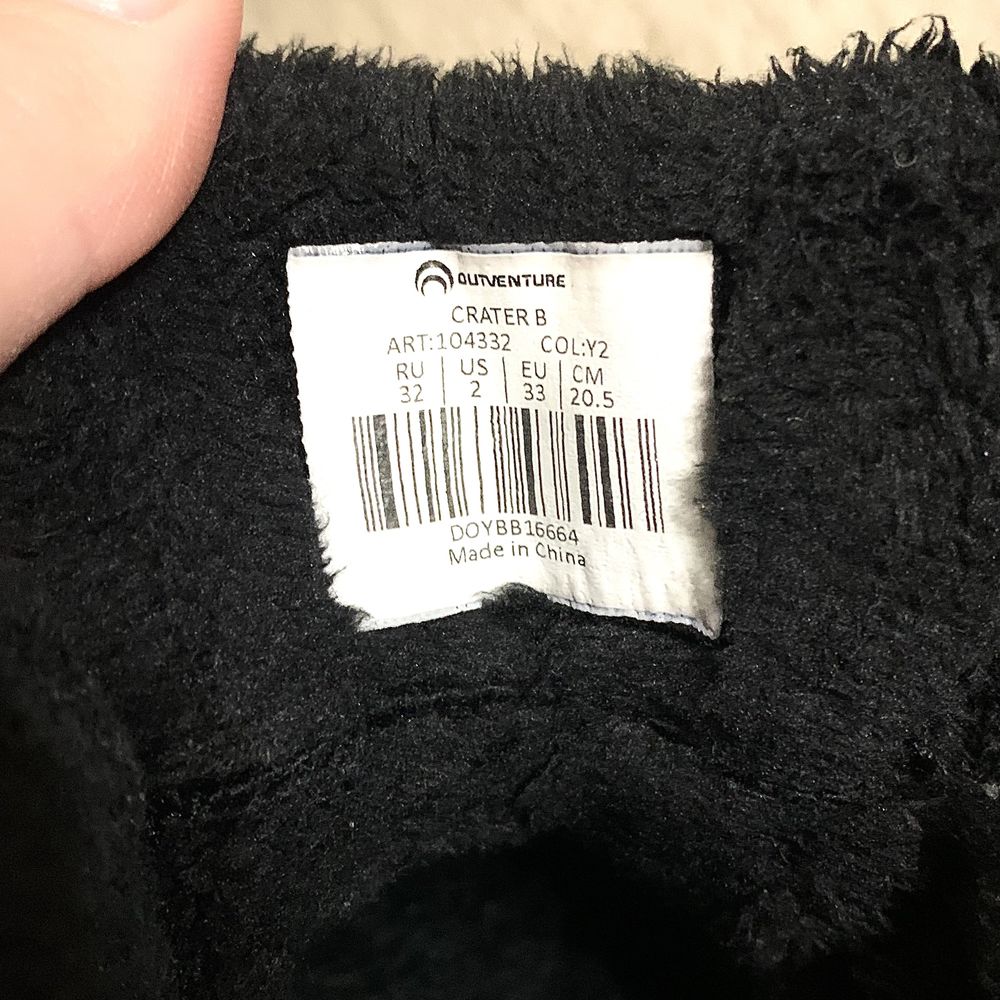 OUTVENTURE
CRATER B
ART:104332 COL:Y2
RU US EU CM
32 2 33 20.5
DOYBB16664
Made in China